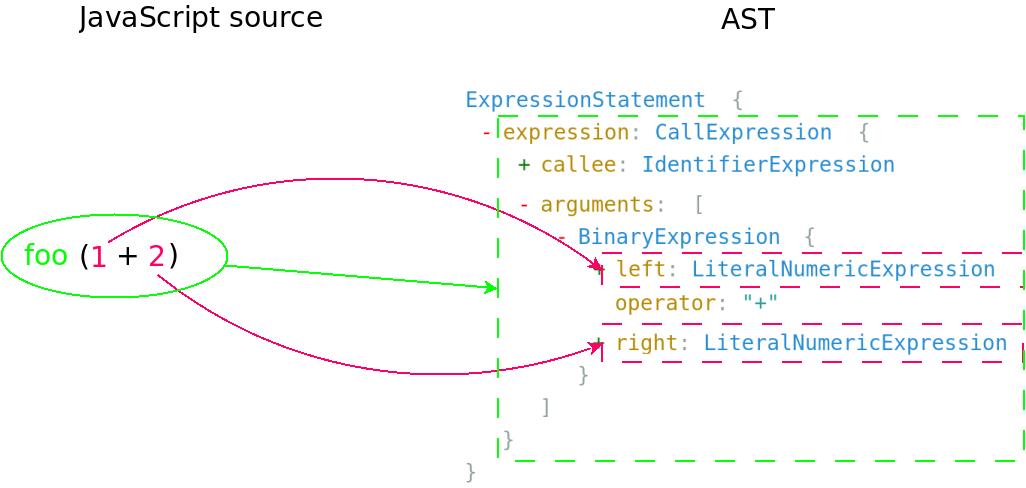 JavaScript source
AST
ExpressionStatement {
- expression: CallExpression {
+ callee: IdentifierExpression
- arguments: [
- BinaryExpression {
foo (1 + 2)
+ left: LiteralNumericExpression
operator: "+"
+ right: LiteralNumericExpression
}
]
}
}